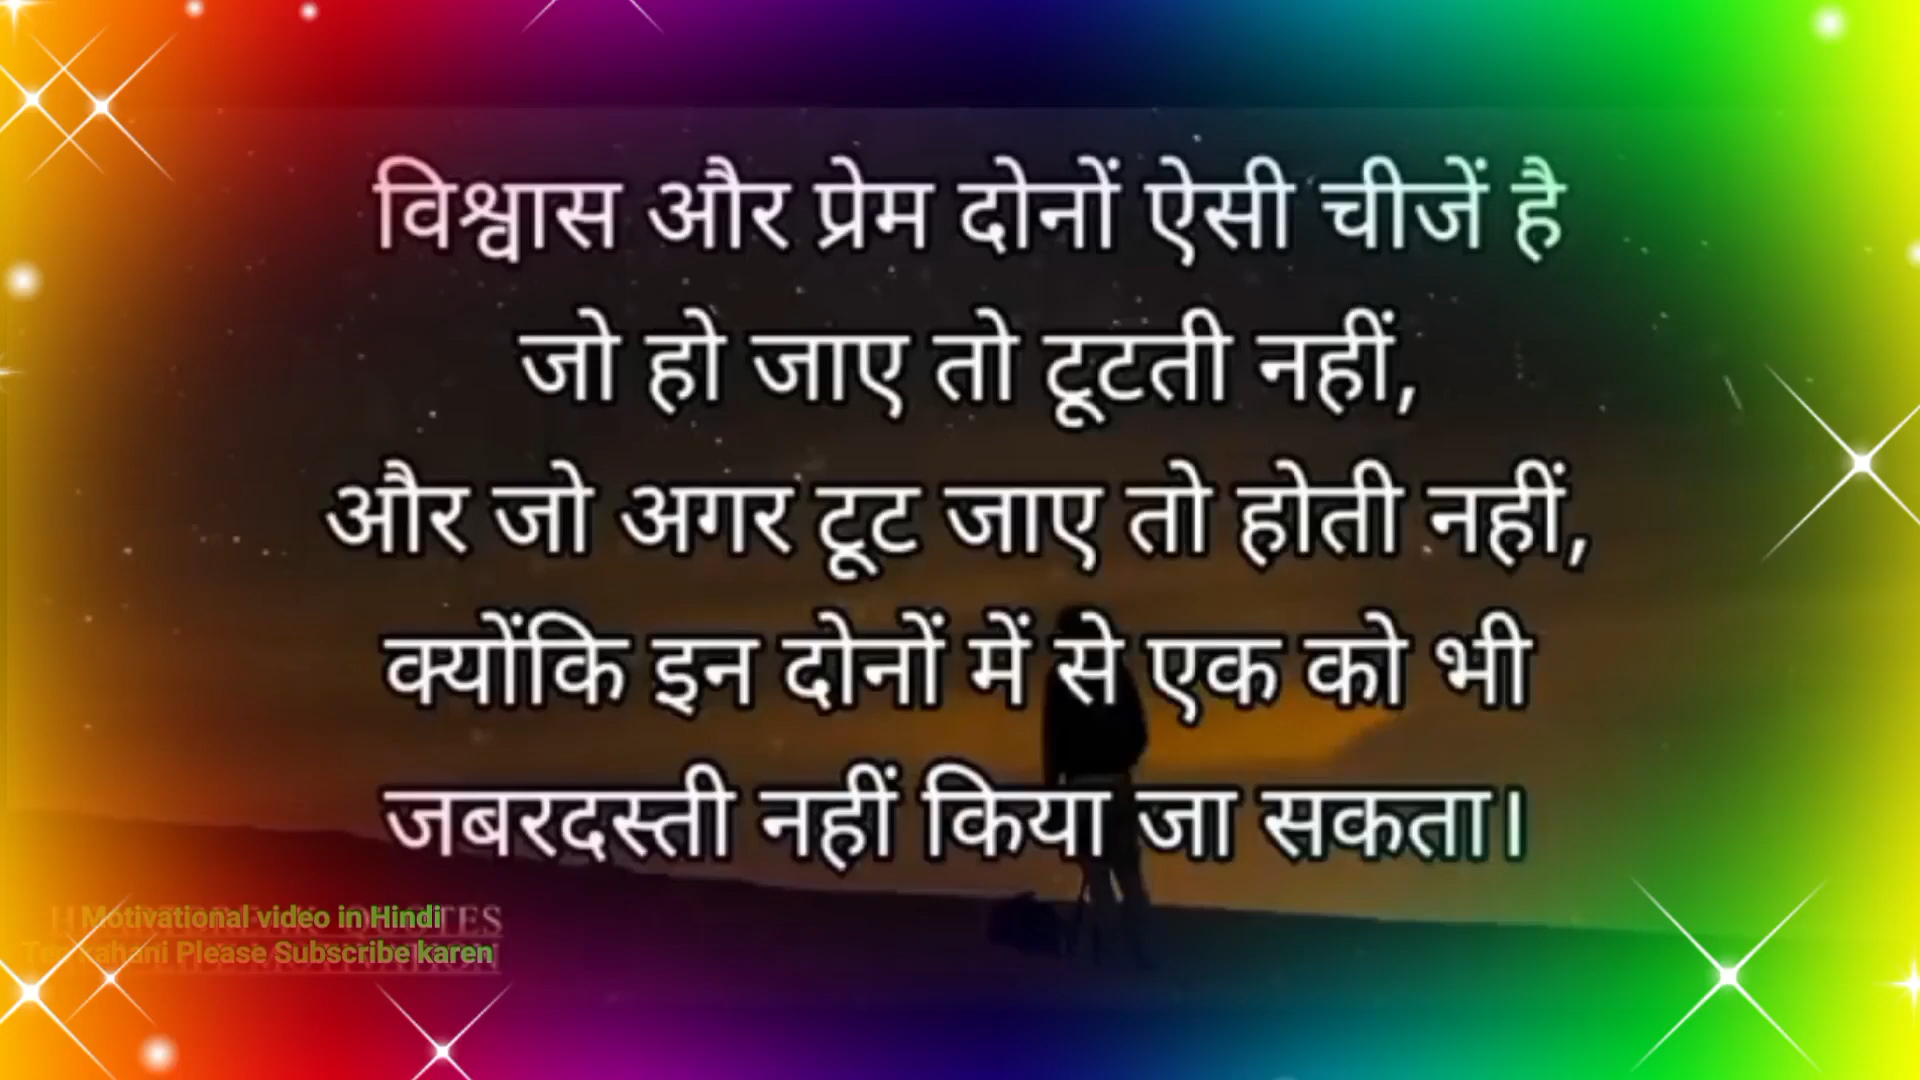 विश्वास और प्रेम दोनों ऐसी चीजें है
जो हो जाए तो टूटती नहीं,
और जो अगर टूट जाए तो होती नहीं,
क्योंकि इन दोनों में से एक को भी
जबरदस्ती नहीं किया जा सकता।
Motivational video in Hindi
Please Subscribe karen